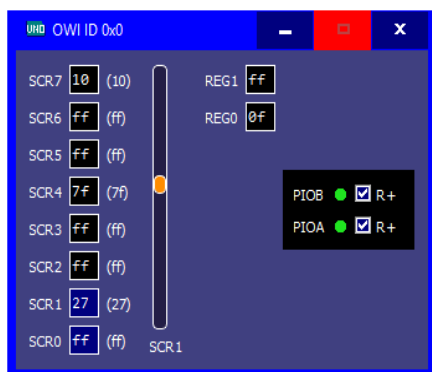 UNO OWI ID 0x0
SCR7 10 (10) REG1 ff
SCR6 ff (ff) REG0 0f
SCR5 ff (ff)
SCR4 7f (7f) PIOB R+
SCR3 ff (ff) PIOA R+
SCR2 ff (ff)
SCR1 27 (27)
SCR0 ff (ff) SCR1